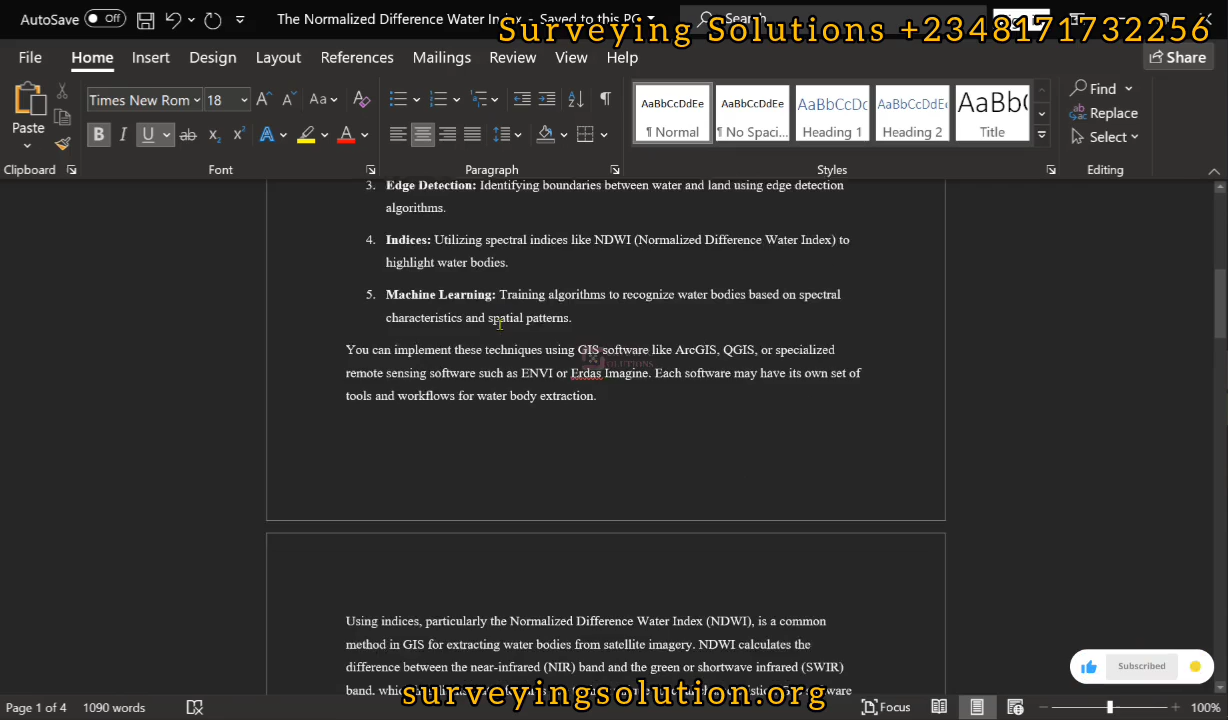 AutoSave Off The Normalized Difference Water Index - Saved to this PC Search
Surveying Solutions +2348171732256
File Home Insert Design Layout References Mailings Review View Help Share
Times New Rom 18 Aa
Paste
AaBbCcDdEe AaBbCcDdEe AaBbCcDc AaBbCcDdEe AaBb(
¶ Normal ¶ No Spaci... Heading 1 Heading 2 Title
Find
Replace
Select
Clipboard Font Paragraph Styles Editing
3. Edge Detection: Identifying boundaries between water and land using edge detection
algorithms.
4. Indices: Utilizing spectral indices like NDWI (Normalized Difference Water Index) to
highlight water bodies.
5. Machine Learning: Training algorithms to recognize water bodies based on spectral
characteristics and spatial patterns.
You can implement these techniques using GIS software like ArcGIS, QGIS, or specialized
remote sensing software such as ENVI or Erdas Imagine. Each software may have its own set of
tools and workflows for water body extraction.
Using indices, particularly the Normalized Difference Water Index (NDWI), is a common
method in GIS for extracting water bodies from satellite imagery. NDWI calculates the
difference between the near-infrared (NIR) band and the green or shortwave infrared (SWIR)
band, which
Subscribed
surveyingsolution.org
Page 1 of 4 1090 words Focus 100%